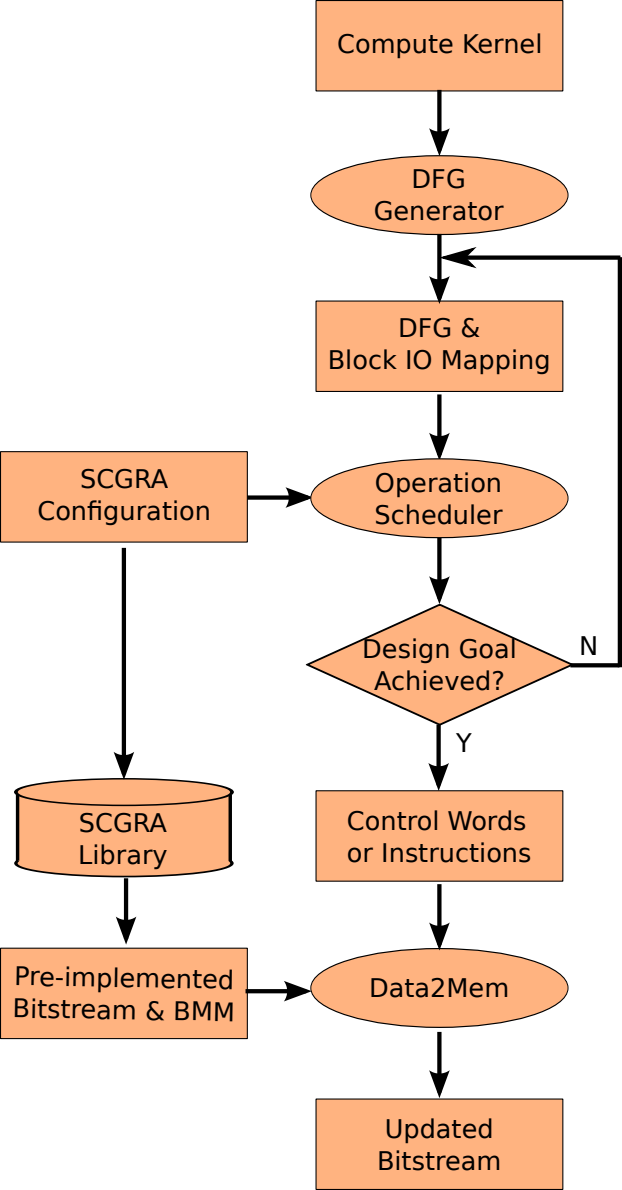 Compute Kernel
DFG
Generator
DFG &
Block IO Mapping
SCGRA
Configuration
Operation
Scheduler
Design Goal
Achieved?
N
Y
SCGRA
Library
Control Words
or Instructions
Pre-implemented
Bitstream & BMM
Data2Mem
Updated
Bitstream